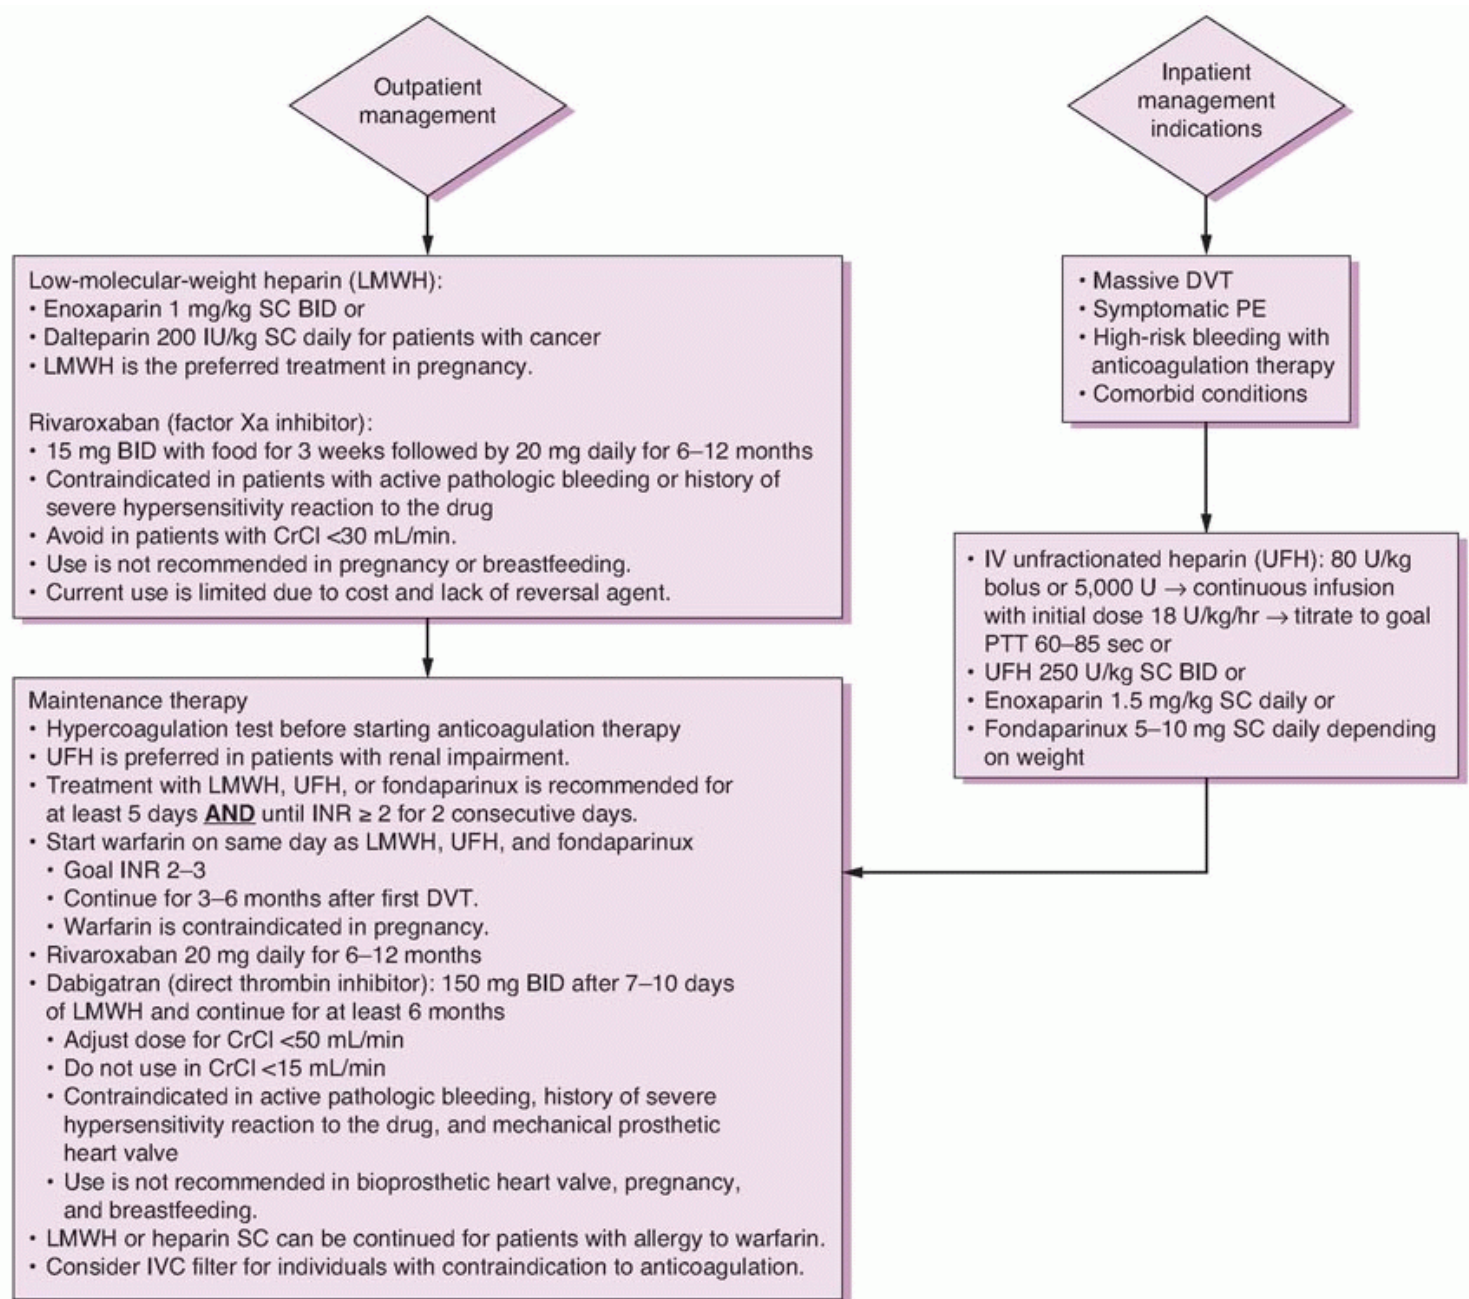 Outpatient
management
Low-molecular-weight heparin (LMWH):
• Enoxaparin 1 mg/kg SC BID or
• Dalteparin 200 IU/kg SC daily for patients with cancer
• LMWH is the preferred treatment in pregnancy.
Rivaroxaban (factor Xa inhibitor):
• 15 mg BID with food for 3 weeks followed by 20 mg daily for 6–12 months
• Contraindicated in patients with active pathologic bleeding or history of
severe hypersensitivity reaction to the drug
• Avoid in patients with CrCl <30 mL/min.
• Use is not recommended in pregnancy or breastfeeding.
• Current use is limited due to cost and lack of reversal agent.
Maintenance therapy
• Hypercoagulation test before starting anticoagulation therapy
• UFH is preferred in patients with renal impairment.
• Treatment with LMWH, UFH, or fondaparinux is recommended for
at least 5 days AND until INR ≥ 2 for 2 consecutive days.
• Start warfarin on same day as LMWH, UFH, and fondaparinux
• Goal INR 2–3
• Continue for 3–6 months after first DVT.
• Warfarin is contraindicated in pregnancy.
• Rivaroxaban 20 mg daily for 6–12 months
• Dabigatran (direct thrombin inhibitor): 150 mg BID after 7–10 days
of LMWH and continue for at least 6 months
• Adjust dose for CrCl <50 mL/min
• Do not use in CrCl <15 mL/min
• Contraindicated in active pathologic bleeding, history of severe
hypersensitivity reaction to the drug, and mechanical prosthetic
heart valve
• Use is not recommended in bioprosthetic heart valve, pregnancy,
and breastfeeding.
• LMWH or heparin SC can be continued for patients with allergy to warfarin.
• Consider IVC filter for individuals with contraindication to anticoagulation.
Inpatient
management
indications
• Massive DVT
• Symptomatic PE
• High-risk bleeding with
anticoagulation therapy
• Comorbid conditions
• IV unfractionated heparin (UFH): 80 U/kg
bolus or 5,000 U → continuous infusion
with initial dose 18 U/kg/hr → titrate to goal
PTT 60–85 sec or
• UFH 250 U/kg SC BID or
• Enoxaparin 1.5 mg/kg SC daily or
• Fondaparinux 5–10 mg SC daily depending
on weight